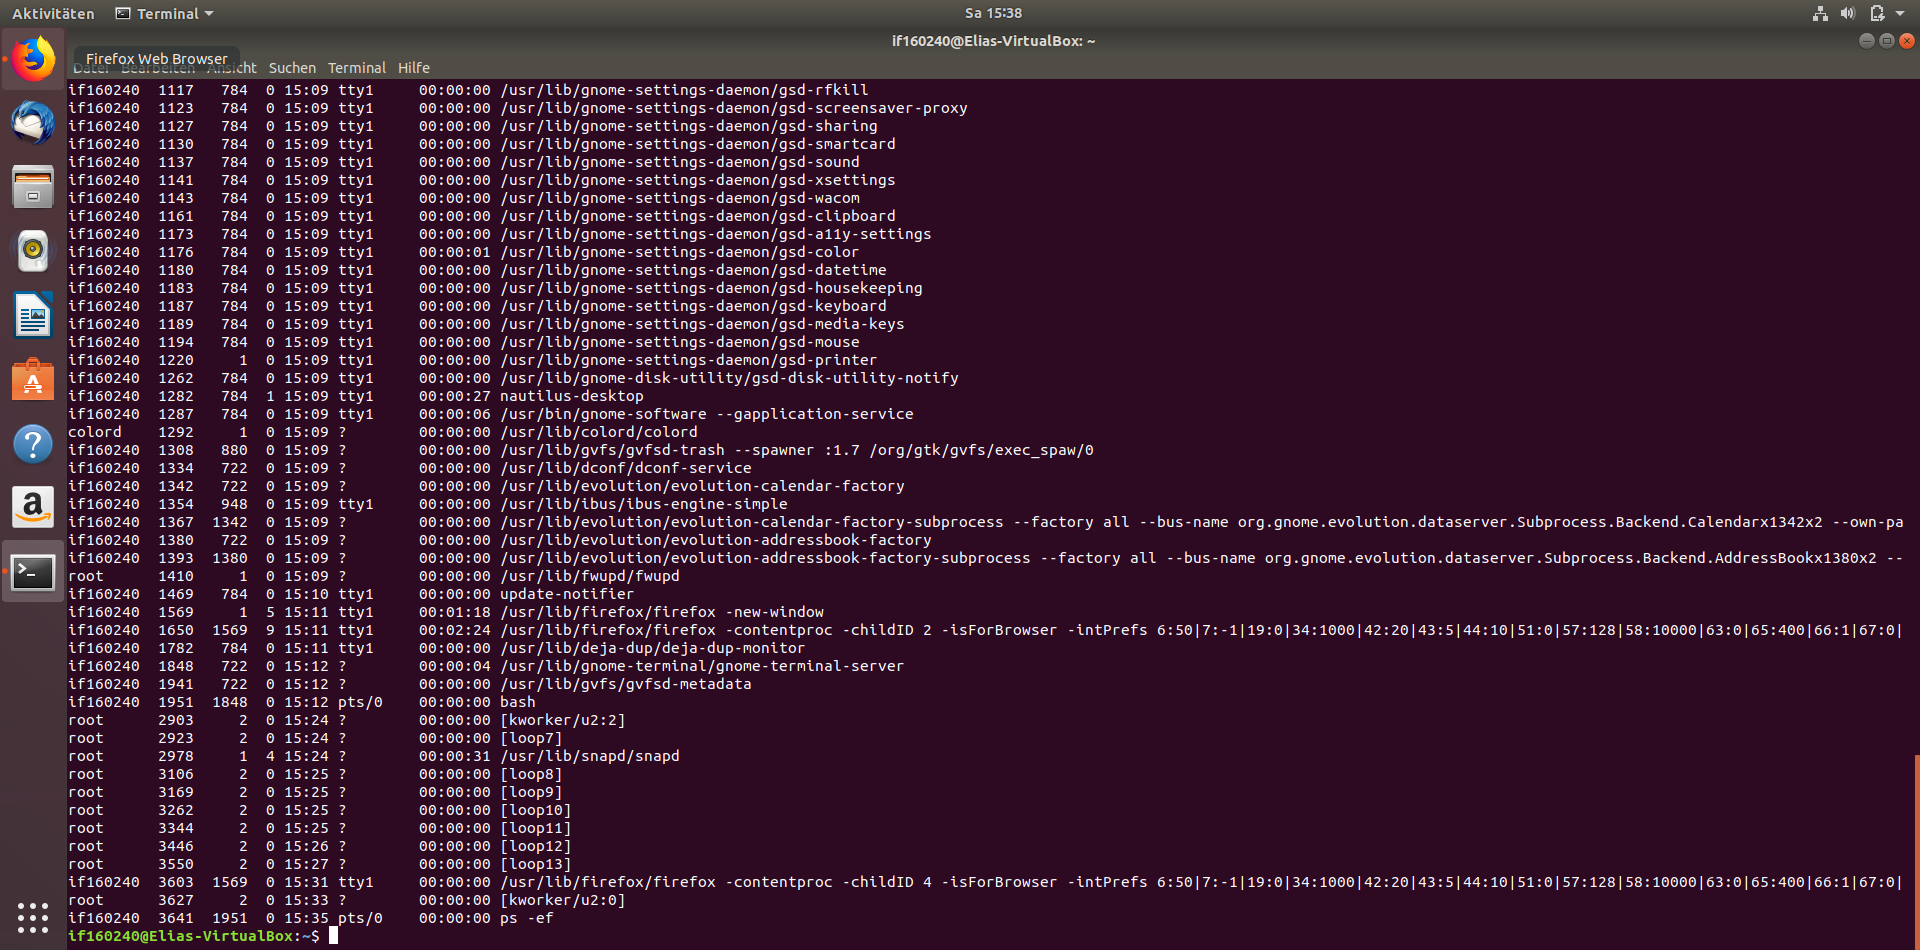 Aktivitäten Terminal Sa 15:38
if160240@Elias-VirtualBox: ~
Firefox Web Browser
Datei Bearbeiten Ansicht Suchen Terminal Hilfe
if160240 1117 784 0 15:09 tty1 00:00:00 /usr/lib/gnome-settings-daemon/gsd-rfkill
if160240 1123 784 0 15:09 tty1 00:00:00 /usr/lib/gnome-settings-daemon/gsd-screensaver-proxy
if160240 1127 784 0 15:09 tty1 00:00:00 /usr/lib/gnome-settings-daemon/gsd-sharing
if160240 1130 784 0 15:09 tty1 00:00:00 /usr/lib/gnome-settings-daemon/gsd-smartcard
if160240 1137 784 0 15:09 tty1 00:00:00 /usr/lib/gnome-settings-daemon/gsd-sound
if160240 1141 784 0 15:09 tty1 00:00:00 /usr/lib/gnome-settings-daemon/gsd-xsettings
if160240 1143 784 0 15:09 tty1 00:00:00 /usr/lib/gnome-settings-daemon/gsd-wacom
if160240 1161 784 0 15:09 tty1 00:00:00 /usr/lib/gnome-settings-daemon/gsd-clipboard
if160240 1173 784 0 15:09 tty1 00:00:00 /usr/lib/gnome-settings-daemon/gsd-a11y-settings
if160240 1176 784 0 15:09 tty1 00:00:01 /usr/lib/gnome-settings-daemon/gsd-color
if160240 1180 784 0 15:09 tty1 00:00:00 /usr/lib/gnome-settings-daemon/gsd-datetime
if160240 1183 784 0 15:09 tty1 00:00:00 /usr/lib/gnome-settings-daemon/gsd-housekeeping
if160240 1187 784 0 15:09 tty1 00:00:00 /usr/lib/gnome-settings-daemon/gsd-keyboard
if160240 1189 784 0 15:09 tty1 00:00:00 /usr/lib/gnome-settings-daemon/gsd-media-keys
if160240 1194 784 0 15:09 tty1 00:00:00 /usr/lib/gnome-settings-daemon/gsd-mouse
if160240 1220 1 0 15:09 tty1 00:00:00 /usr/lib/gnome-settings-daemon/gsd-printer
if160240 1262 784 0 15:09 tty1 00:00:00 /usr/lib/gnome-disk-utility/gsd-disk-utility-notify
if160240 1282 784 1 15:09 tty1 00:00:27 nautilus-desktop
if160240 1287 784 0 15:09 tty1 00:00:06 /usr/bin/gnome-software --gapplication-service
colord 1292 1 0 15:09 ? 00:00:00 /usr/lib/colord/colord
if160240 1308 880 0 15:09 ? 00:00:00 /usr/lib/gvfs/gvfsd-trash --spawner :1.7 /org/gtk/gvfs/exec_spaw/0
if160240 1334 722 0 15:09 ? 00:00:00 /usr/lib/dconf/dconf-service
if160240 1342 722 0 15:09 ? 00:00:00 /usr/lib/evolution/evolution-calendar-factory
if160240 1354 948 0 15:09 tty1 00:00:00 /usr/lib/ibus/ibus-engine-simple
if160240 1367 1342 0 15:09 ? 00:00:00 /usr/lib/evolution/evolution-calendar-factory-subprocess --factory all --bus-name org.gnome.evolution.dataserver.Subprocess.Backend.Calendarx1342x2 --own-pa
if160240 1380 722 0 15:09 ? 00:00:00 /usr/lib/evolution/evolution-addressbook-factory
if160240 1393 1380 0 15:09 ? 00:00:00 /usr/lib/evolution/evolution-addressbook-factory-subprocess --factory all --bus-name org.gnome.evolution.dataserver.Subprocess.Backend.AddressBookx1380x2 --
root 1410 1 0 15:09 ? 00:00:00 /usr/lib/fwupd/fwupd
if160240 1469 784 0 15:10 tty1 00:00:00 update-notifier
if160240 1569 1 5 15:11 tty1 00:01:18 /usr/lib/firefox/firefox -new-window
if160240 1650 1569 9 15:11 tty1 00:02:24 /usr/lib/firefox/firefox -contentproc -childID 2 -isForBrowser -intPrefs 6:50|7:-1|19:0|34:1000|42:20|43:5|44:10|51:0|57:128|58:10000|63:0|65:400|66:1|67:0|
if160240 1782 784 0 15:11 tty1 00:00:00 /usr/lib/deja-dup/deja-dup-monitor
if160240 1848 722 0 15:12 ? 00:00:04 /usr/lib/gnome-terminal/gnome-terminal-server
if160240 1941 722 0 15:12 ? 00:00:00 /usr/lib/gvfs/gvfsd-metadata
if160240 1951 1848 0 15:12 pts/0 00:00:00 bash
root 2903 2 0 15:24 ? 00:00:00 [kworker/u2:2]
root 2923 2 0 15:24 ? 00:00:00 [loop7]
root 2978 1 4 15:24 ? 00:00:31 /usr/lib/snapd/snapd
root 3106 2 0 15:25 ? 00:00:00 [loop8]
root 3169 2 0 15:25 ? 00:00:00 [loop9]
root 3262 2 0 15:25 ? 00:00:00 [loop10]
root 3344 2 0 15:25 ? 00:00:00 [loop11]
root 3446 2 0 15:26 ? 00:00:00 [loop12]
root 3550 2 0 15:27 ? 00:00:00 [loop13]
if160240 3603 1569 0 15:31 tty1 00:00:00 /usr/lib/firefox/firefox -contentproc -childID 4 -isForBrowser -intPrefs 6:50|7:-1|19:0|34:1000|42:20|43:5|44:10|51:0|57:128|58:10000|63:0|65:400|66:1|67:0|
root 3627 2 0 15:33 ? 00:00:00 [kworker/u2:0]
if160240 3641 1951 0 15:35 pts/0 00:00:00 ps -ef
if160240@Elias-VirtualBox:~$